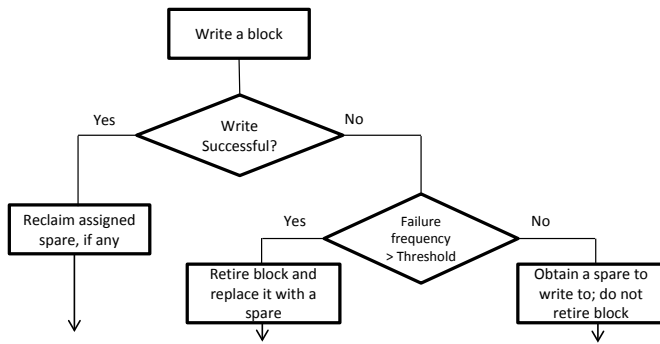 Write a block
Yes
No
Write
Successful?
Reclaim assigned
spare, if any
Yes
No
Failure
frequency
> Threshold
Retire block and
replace it with a
spare
Obtain a spare to
write to; do not
retire block